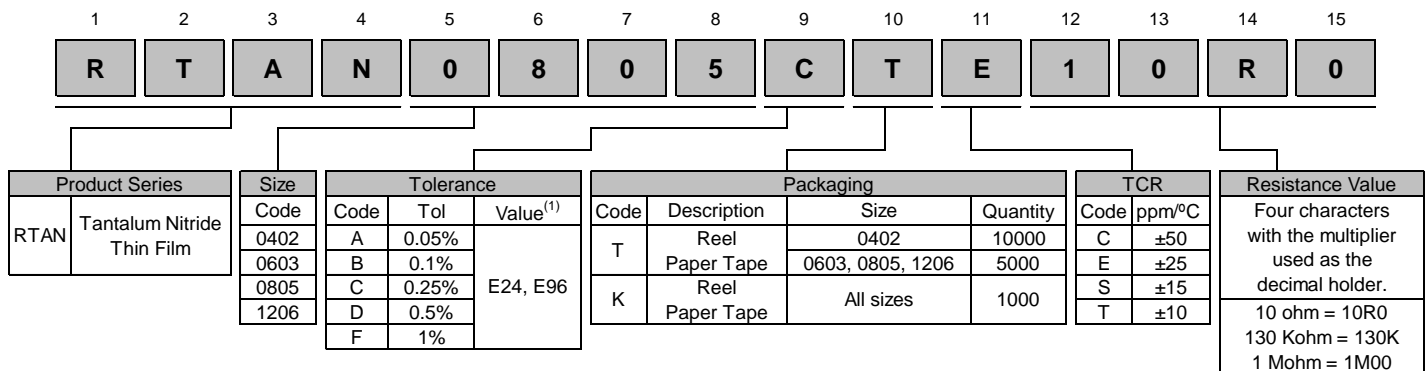 1 2 3 4 5 6 7 8 9 10 11 12 13 14 15
R T A N 0 8 0 5 C T E 1 0 R 0
Product Series
RTAN
Tantalum Nitride
Thin Film
Size
Code
0402
0603
0805
1206
Tolerance
Code Tol Value(1)
A 0.05%
B 0.1%
C 0.25%
D 0.5%
F 1%
E24, E96
Packaging
Code Description Size Quantity
T
Reel
Paper Tape
0402 10000
0603, 0805, 1206 5000
K
Reel
Paper Tape
All sizes 1000
TCR
Code ppm/ºC
C ±50
E ±25
S ±15
T ±10
Resistance Value
Four characters
with the multiplier
used as the
decimal holder.
10 ohm = 10R0
130 Kohm = 130K
1 Mohm = 1M00